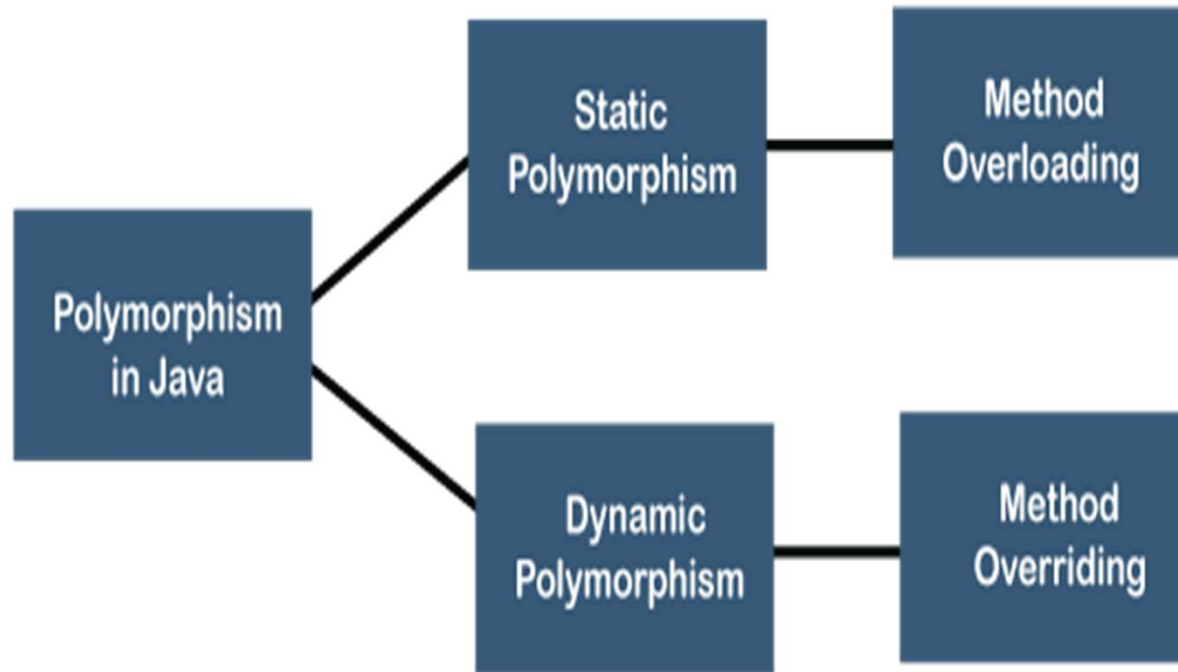 Polymorphism
in Java
Static
Polymorphism
Method
Overloading
Dynamic
Polymorphism
Method
Overriding